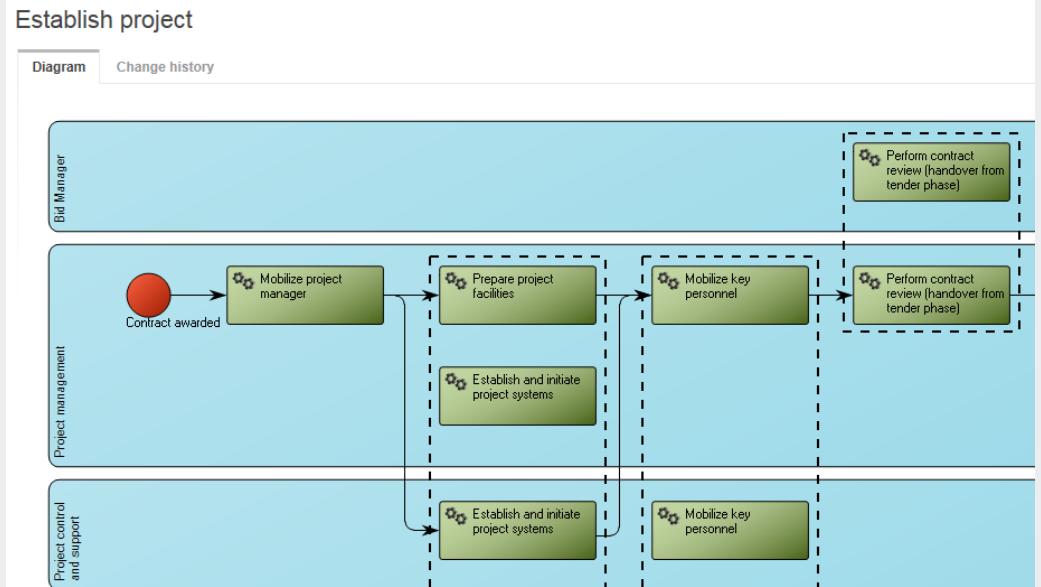 Establish project
Diagram
Change history
Bid Manager
Perform contract
review (handover from
tender phase)
Project management
Contract awarded
Mobilize project
manager
Prepare project
facilities
Mobilize key
personnel
Perform contract
review (handover from
tender phase)
Establish and initiate
project systems
Project control
and support
Establish and initiate
project systems
Mobilize key
personnel